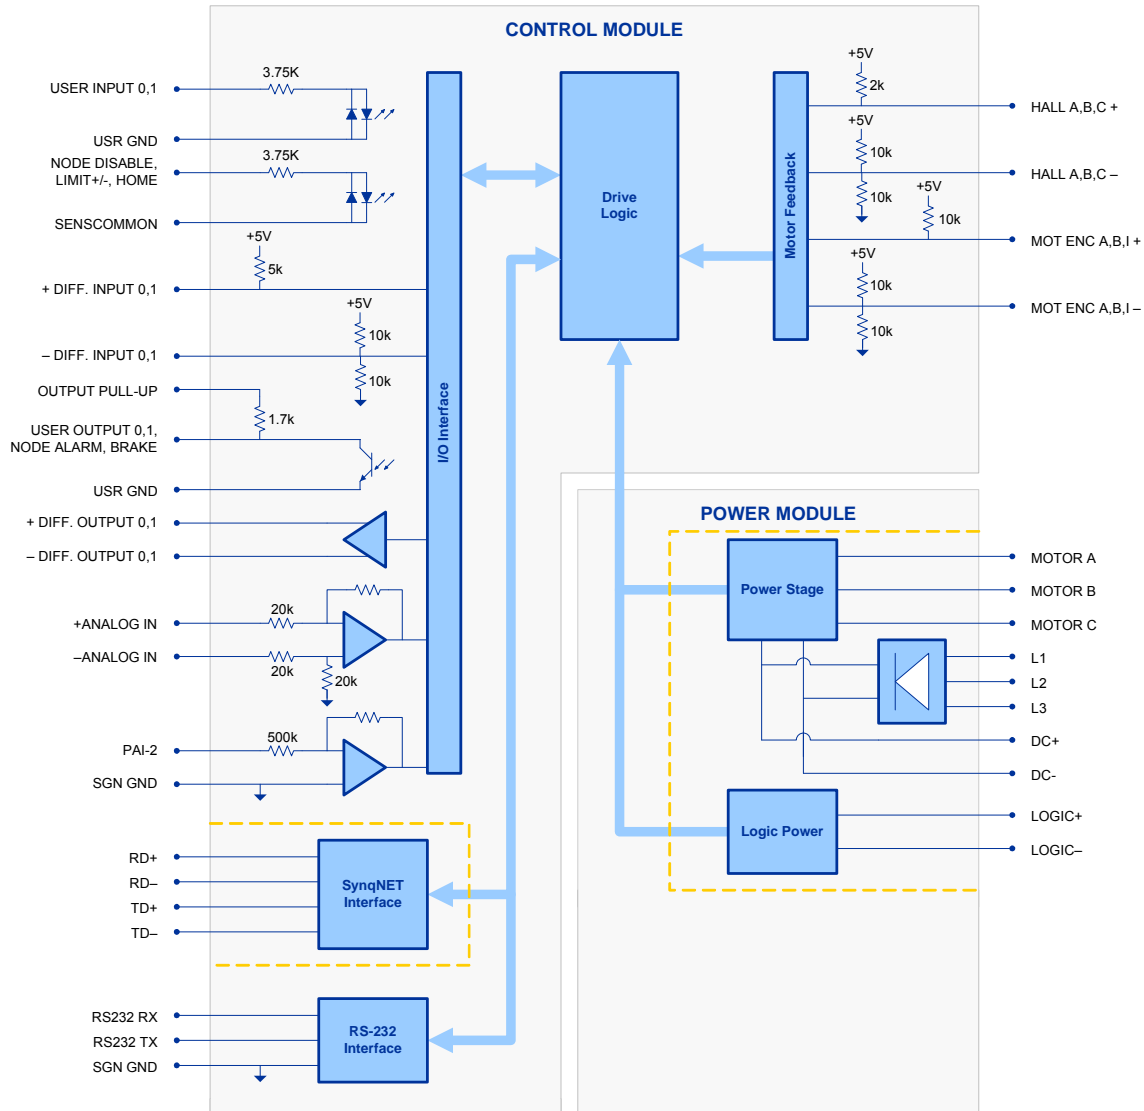 CONTROL MODULE
USER INPUT 0,1
3.75K
USR GND
NODE DISABLE,
LIMIT+/-, HOME
3.75K
SENSCOMMON
+5V
5k
+ DIFF. INPUT 0,1
+5V
10k
– DIFF. INPUT 0,1
10k
OUTPUT PULL-UP
1.7k
USER OUTPUT 0,1,
NODE ALARM, BRAKE
USR GND
+ DIFF. OUTPUT 0,1
– DIFF. OUTPUT 0,1
+ANALOG IN
20k
–ANALOG IN
20k
20k
PAI-2
500k
SGN GND
I/O Interface
Drive
Logic
Motor Feedback
+5V
2k
HALL A,B,C +
+5V
10k
HALL A,B,C –
10k
+5V
10k
MOT ENC A,B,I +
+5V
10k
MOT ENC A,B,I –
10k
RD+
RD–
TD+
TD–
SynqNET
Interface
RS232 RX
RS232 TX
SGN GND
RS-232
Interface
POWER MODULE
Power Stage
MOTOR A
MOTOR B
MOTOR C
L1
L2
L3
DC+
DC-
Logic Power
LOGIC+
LOGIC–